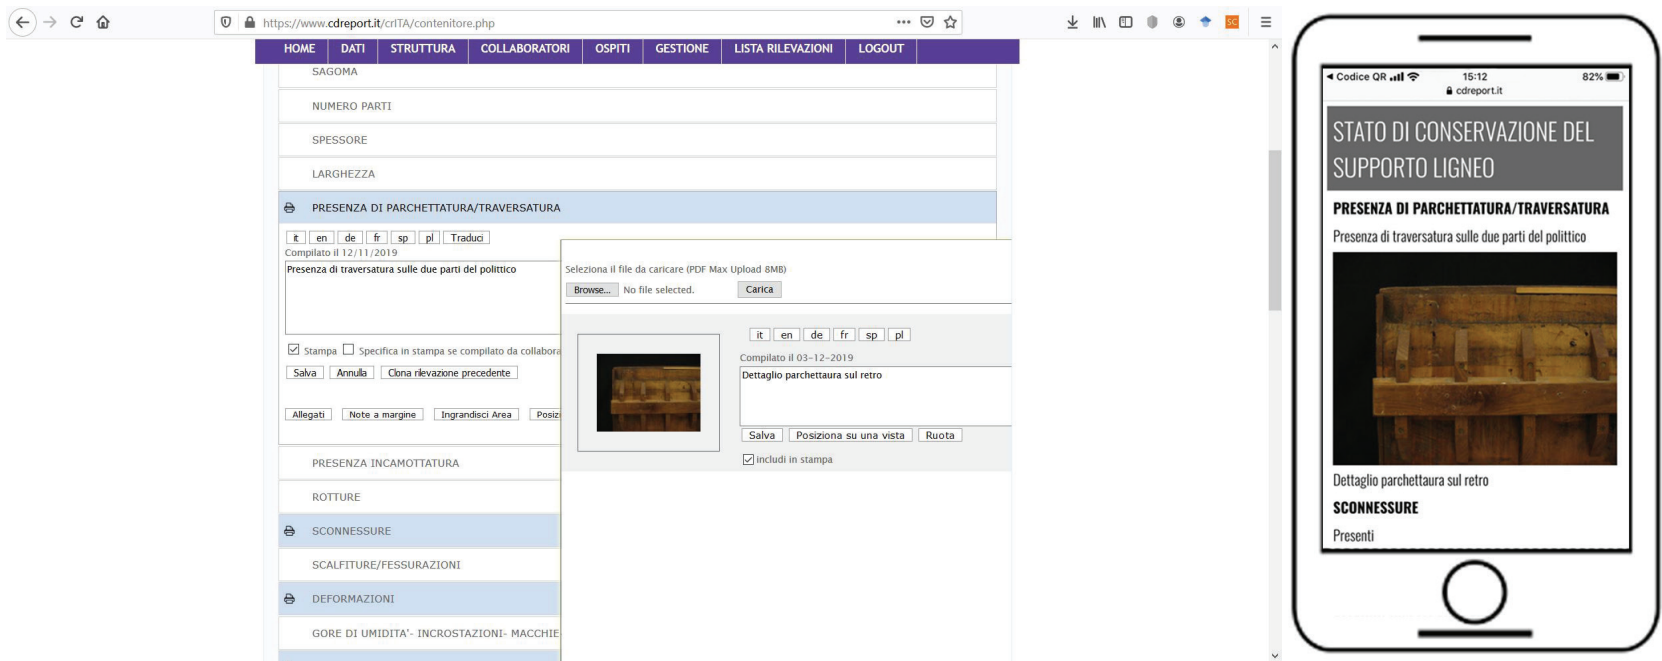 https://www.cdreport.it/crITA/contenitore.php
HOME DATI STRUTTURA COLLABORATORI OSPITI GESTIONE LISTA RILEVAZIONI LOGOUT
SAGOMA
NUMERO PARTI
SPESSORE
LARGHEZZA
PRESENZA DI PARCHETTATURA/TRAVERSATURA
it en de fr sp pl Traduci
Compilato il 12/11/2019
Presenza di traversatura sulle due parti del polittico
Stampa Specifica in stampa se compilato da collabora
Salva Annulla Clona rilevazione precedente
Allegati Note a margine Ingrandisci Area Posizi
PRESENZA INCAMOTTATURA
ROTTURE
SCONNESSURE
SCALFITURE/FESSURAZIONI
DEFORMAZIONI
GORE DI UMIDITA'- INCROSTAZIONI- MACCHIE
Seleziona il file da caricare (PDF Max Upload 8MB)
Browse... No file selected. Carica
it en de fr sp pl
Compilato il 03-12-2019
Dettaglio parchettaura sul retro
Salva Posiziona su una vista Ruota
includi in stampa
Codice QR 15:12 82%
cdreport.it
STATO DI CONSERVAZIONE DEL
SUPPORTO LIGNEO
PRESENZA DI PARCHETTATURA/TRAVERSATURA
Presenza di traversatura sulle due parti del polittico
Dettaglio parchettaura sul retro
SCONNESSURE
Presenti